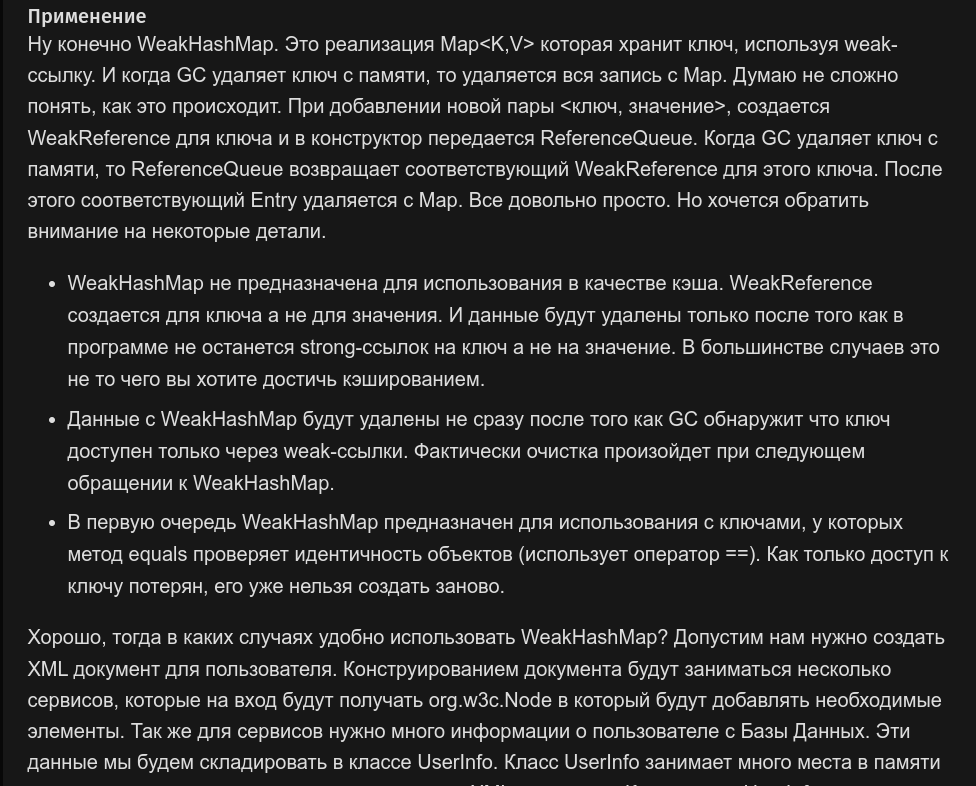 Применение
Ну конечно WeakHashMap. Это реализация Map<K,V> которая хранит ключ, используя weak-
ссылку. И когда GC удаляет ключ с памяти, то удаляется вся запись с Map. Думаю не сложно
понять, как это происходит. При добавлении новой пары <ключ, значение>, создается
WeakReference для ключа и в конструктор передается ReferenceQueue. Когда GC удаляет ключ с
памяти, то ReferenceQueue возвращает соответствующий WeakReference для этого ключа. После
этого соответствующий Entry удаляется с Map. Все довольно просто. Но хочется обратить
внимание на некоторые детали.
• WeakHashMap не предназначена для использования в качестве кэша. WeakReference
создается для ключа а не для значения. И данные будут удалены только после того как в
программе не останется strong-ссылок на ключ а не на значение. В большинстве случаев это
не то чего вы хотите достичь кэшированием.
• Данные с WeakHashMap будут удалены не сразу после того как GC обнаружит что ключ
доступен только через weak-ссылки. Фактически очистка произойдет при следующем
обращении к WeakHashMap.
• В первую очередь WeakHashMap предназначен для использования с ключами, у которых
метод equals проверяет идентичность объектов (использует оператор ==). Как только доступ к
ключу потерян, его уже нельзя создать заново.
Хорошо, тогда в каких случаях удобно использовать WeakHashMap? Допустим нам нужно создать
XML документ для пользователя. Конструированием документа будут заниматься несколько
сервисов, которые на вход будут получать org.w3c.Node в который будут добавлять необходимые
элементы. Так же для сервисов нужно много информации о пользователе с Базы Данных. Эти
данные мы будем складировать в классе UserInfo. Класс UserInfo занимает много места в памяти